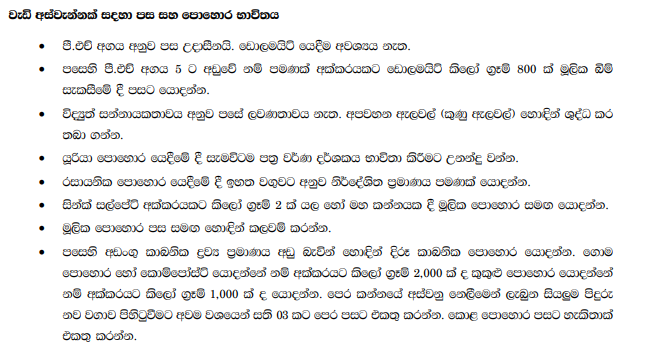 වැඩි අස්වැන්නක් සඳහා පස සහ පොහොර භාවිතය
• පී.එච් අගය අනුව පස උදාසීනයි. ඩොලමයිට් යෙදීම අවශ්‍යය නැත.
• පසෙහි පී.එච් අගය 5 ට අඩුවේ නම් පමණක් අක්කරයකට ඩොලමයිට් කිලෝ ග්‍රෑම් 800 ක් මූලික බිම්
සැකසීමේ දී පසට යොදන්න.
• විද්‍යුත් සන්නායකතාවය අනුව පසේ ලවණතාවය නැත. අපවහන ඇලවල් (කුණු ඇලවල්) හොඳින් ශුද්ධ කර
තබා ගන්න.
• යූරියා පොහොර යෙදීමේ දී සැමවිටම පත්‍ර වර්ණ දර්ශකය භාවිතා කිරීමට උනන්දු වන්න.
• රසායනික පොහොර යෙදීමේ දී ඉහත වගුවට අනුව නිර්දේශිත ප්‍රමාණය පමණක් යොදන්න.
• සින්ක් සල්පේට් අක්කරයකට කිලෝ ග්‍රෑම් 2 ක් යල හෝ මහ කන්නයක දී මූලික පොහොර සමඟ යොදන්න.
• මූලික පොහොර පස සමඟ හොඳින් කලවම් කරන්න.
• පසෙහි අඩංගු කාබනික ද්‍රව්‍ය ප්‍රමාණය අඩු බැවින් හොඳින් දිරූ කාබනික පොහොර යොදන්න. ගොම
පොහොර හෝ කොම්පෝස්ට් යොදන්නේ නම් අක්කරයට කිලෝ ග්‍රෑම් 2,000 ක් ද කුකුළු පොහොර යොදන්නේ
නම් අක්කරයට කිලෝ ග්‍රෑම් 1,000 ක් ද යොදන්න. පෙර කන්නයේ අස්වනු නෙලීමෙන් ලැබුන සියලුම පිදුරු
නව වගාව පිහිටුවීමට අවම වශයෙන් සති 03 කට පෙර පසට එකතු කරන්න. කොළ පොහොර පසට හැකිතාක්
එකතු කරන්න.